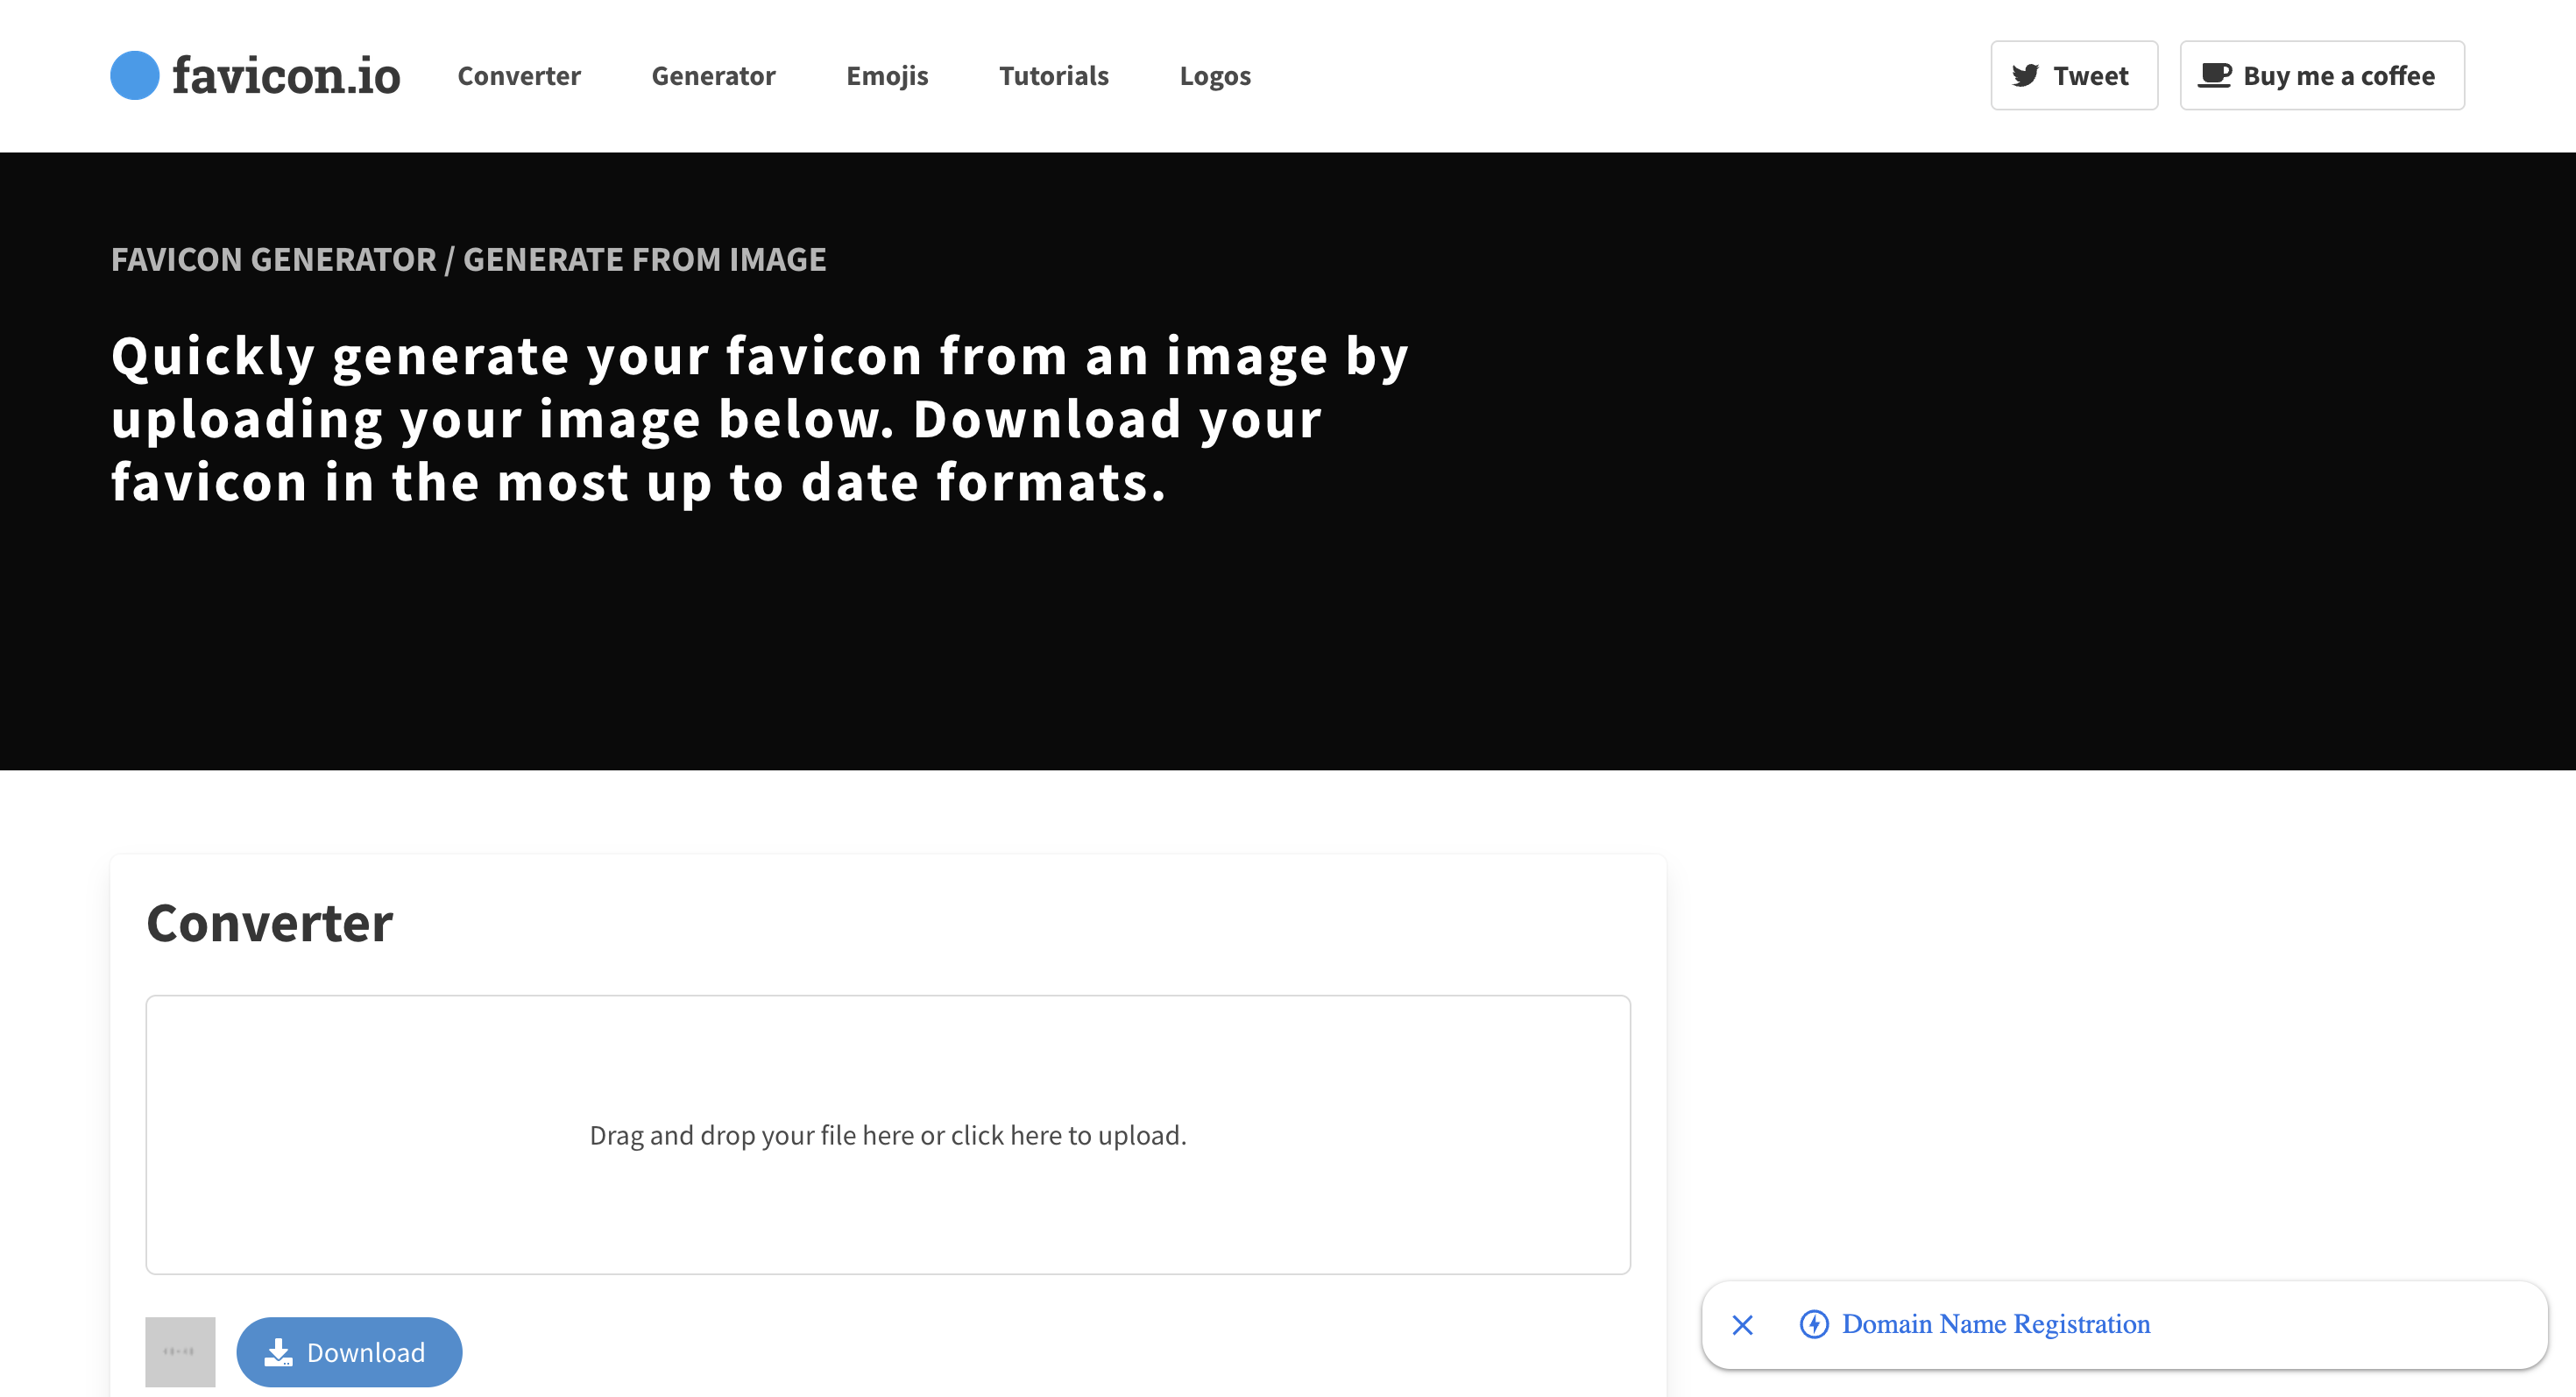 favicon.io
Converter
Generator
Emojis
Tutorials
Logos
Tweet
Buy me a coffee
FAVICON GENERATOR / GENERATE FROM IMAGE
Quickly generate your favicon from an image by
uploading your image below. Download your
favicon in the most up to date formats.
Converter
Drag and drop your file here or click here to upload.
Download
Domain Name Registration